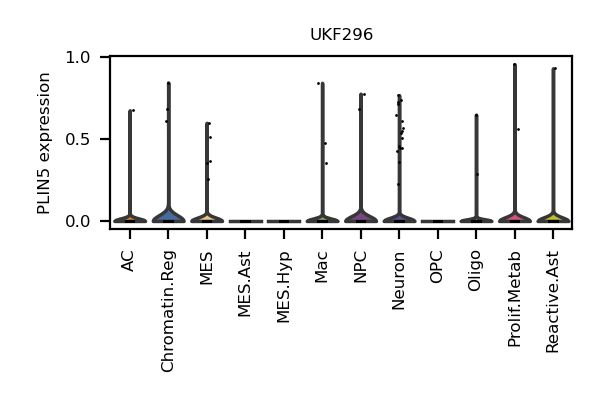 UKF296
PLIN5 expression
1.0
0.5
0.0
AC
Chromatin.Reg
MES
MES.Ast
MES.Hyp
Mac
NPC
Neuron
OPC
Oligo
Prolif.Metab
Reactive.Ast